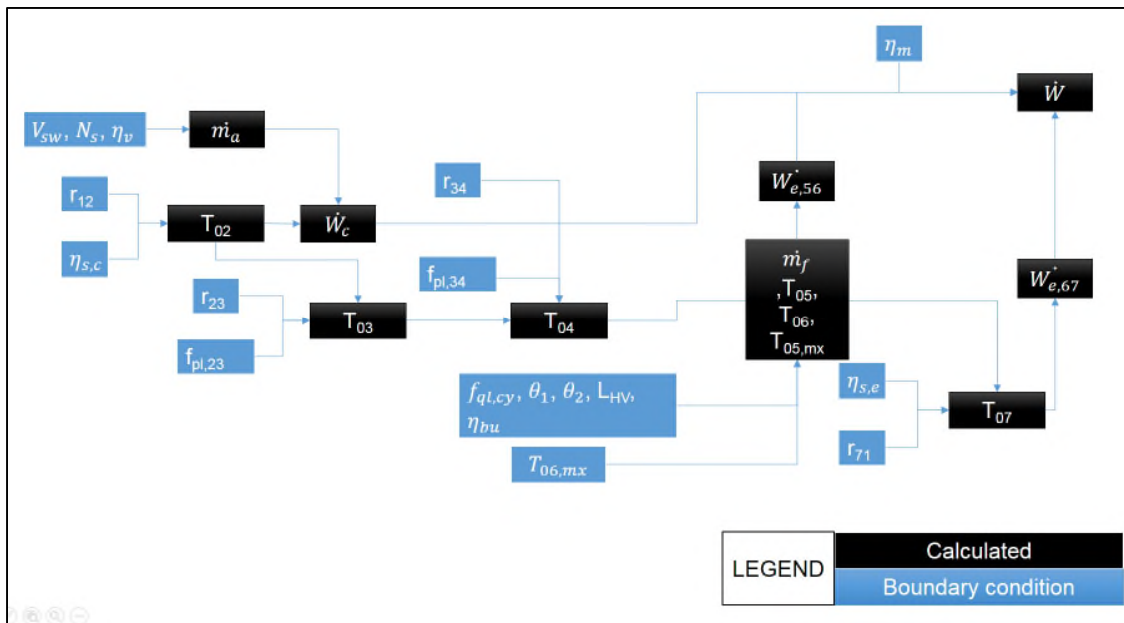 η_m
Ẇ
V_sw, N_s, η_v
ṁ_a
r_34
Ẇ_e,56
r_12
T_02
Ẇ_c
η_s,c
ṁ_f
,T_05,
T_06,
T_05,mx
f_pl,34
Ẇ_e,67
r_23
T_03
T_04
f_pl,23
f_ql,cy, θ_1, θ_2, L_HV,
η_bu
η_s,e
T_07
r_71
T_06,mx
LEGEND
Calculated
Boundary condition